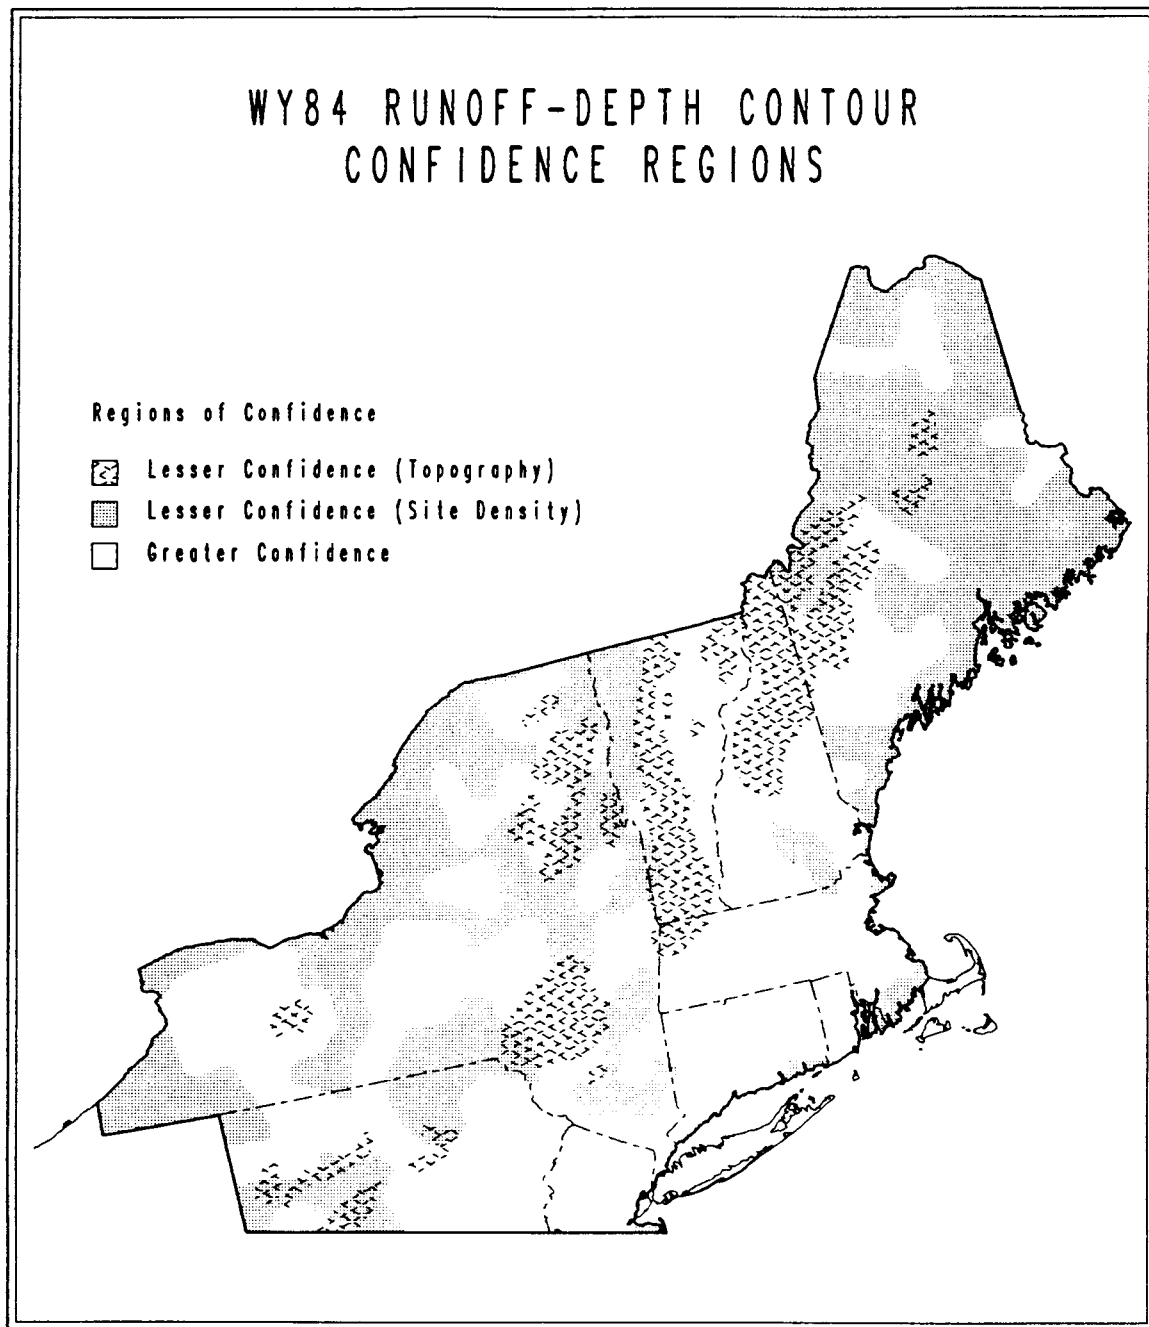 WY84 RUNOFF-DEPTH CONTOUR
CONFIDENCE REGIONS
Regions of Confidence
Lesser Confidence (Topography)
Lesser Confidence (Site Density)
Greater Confidence